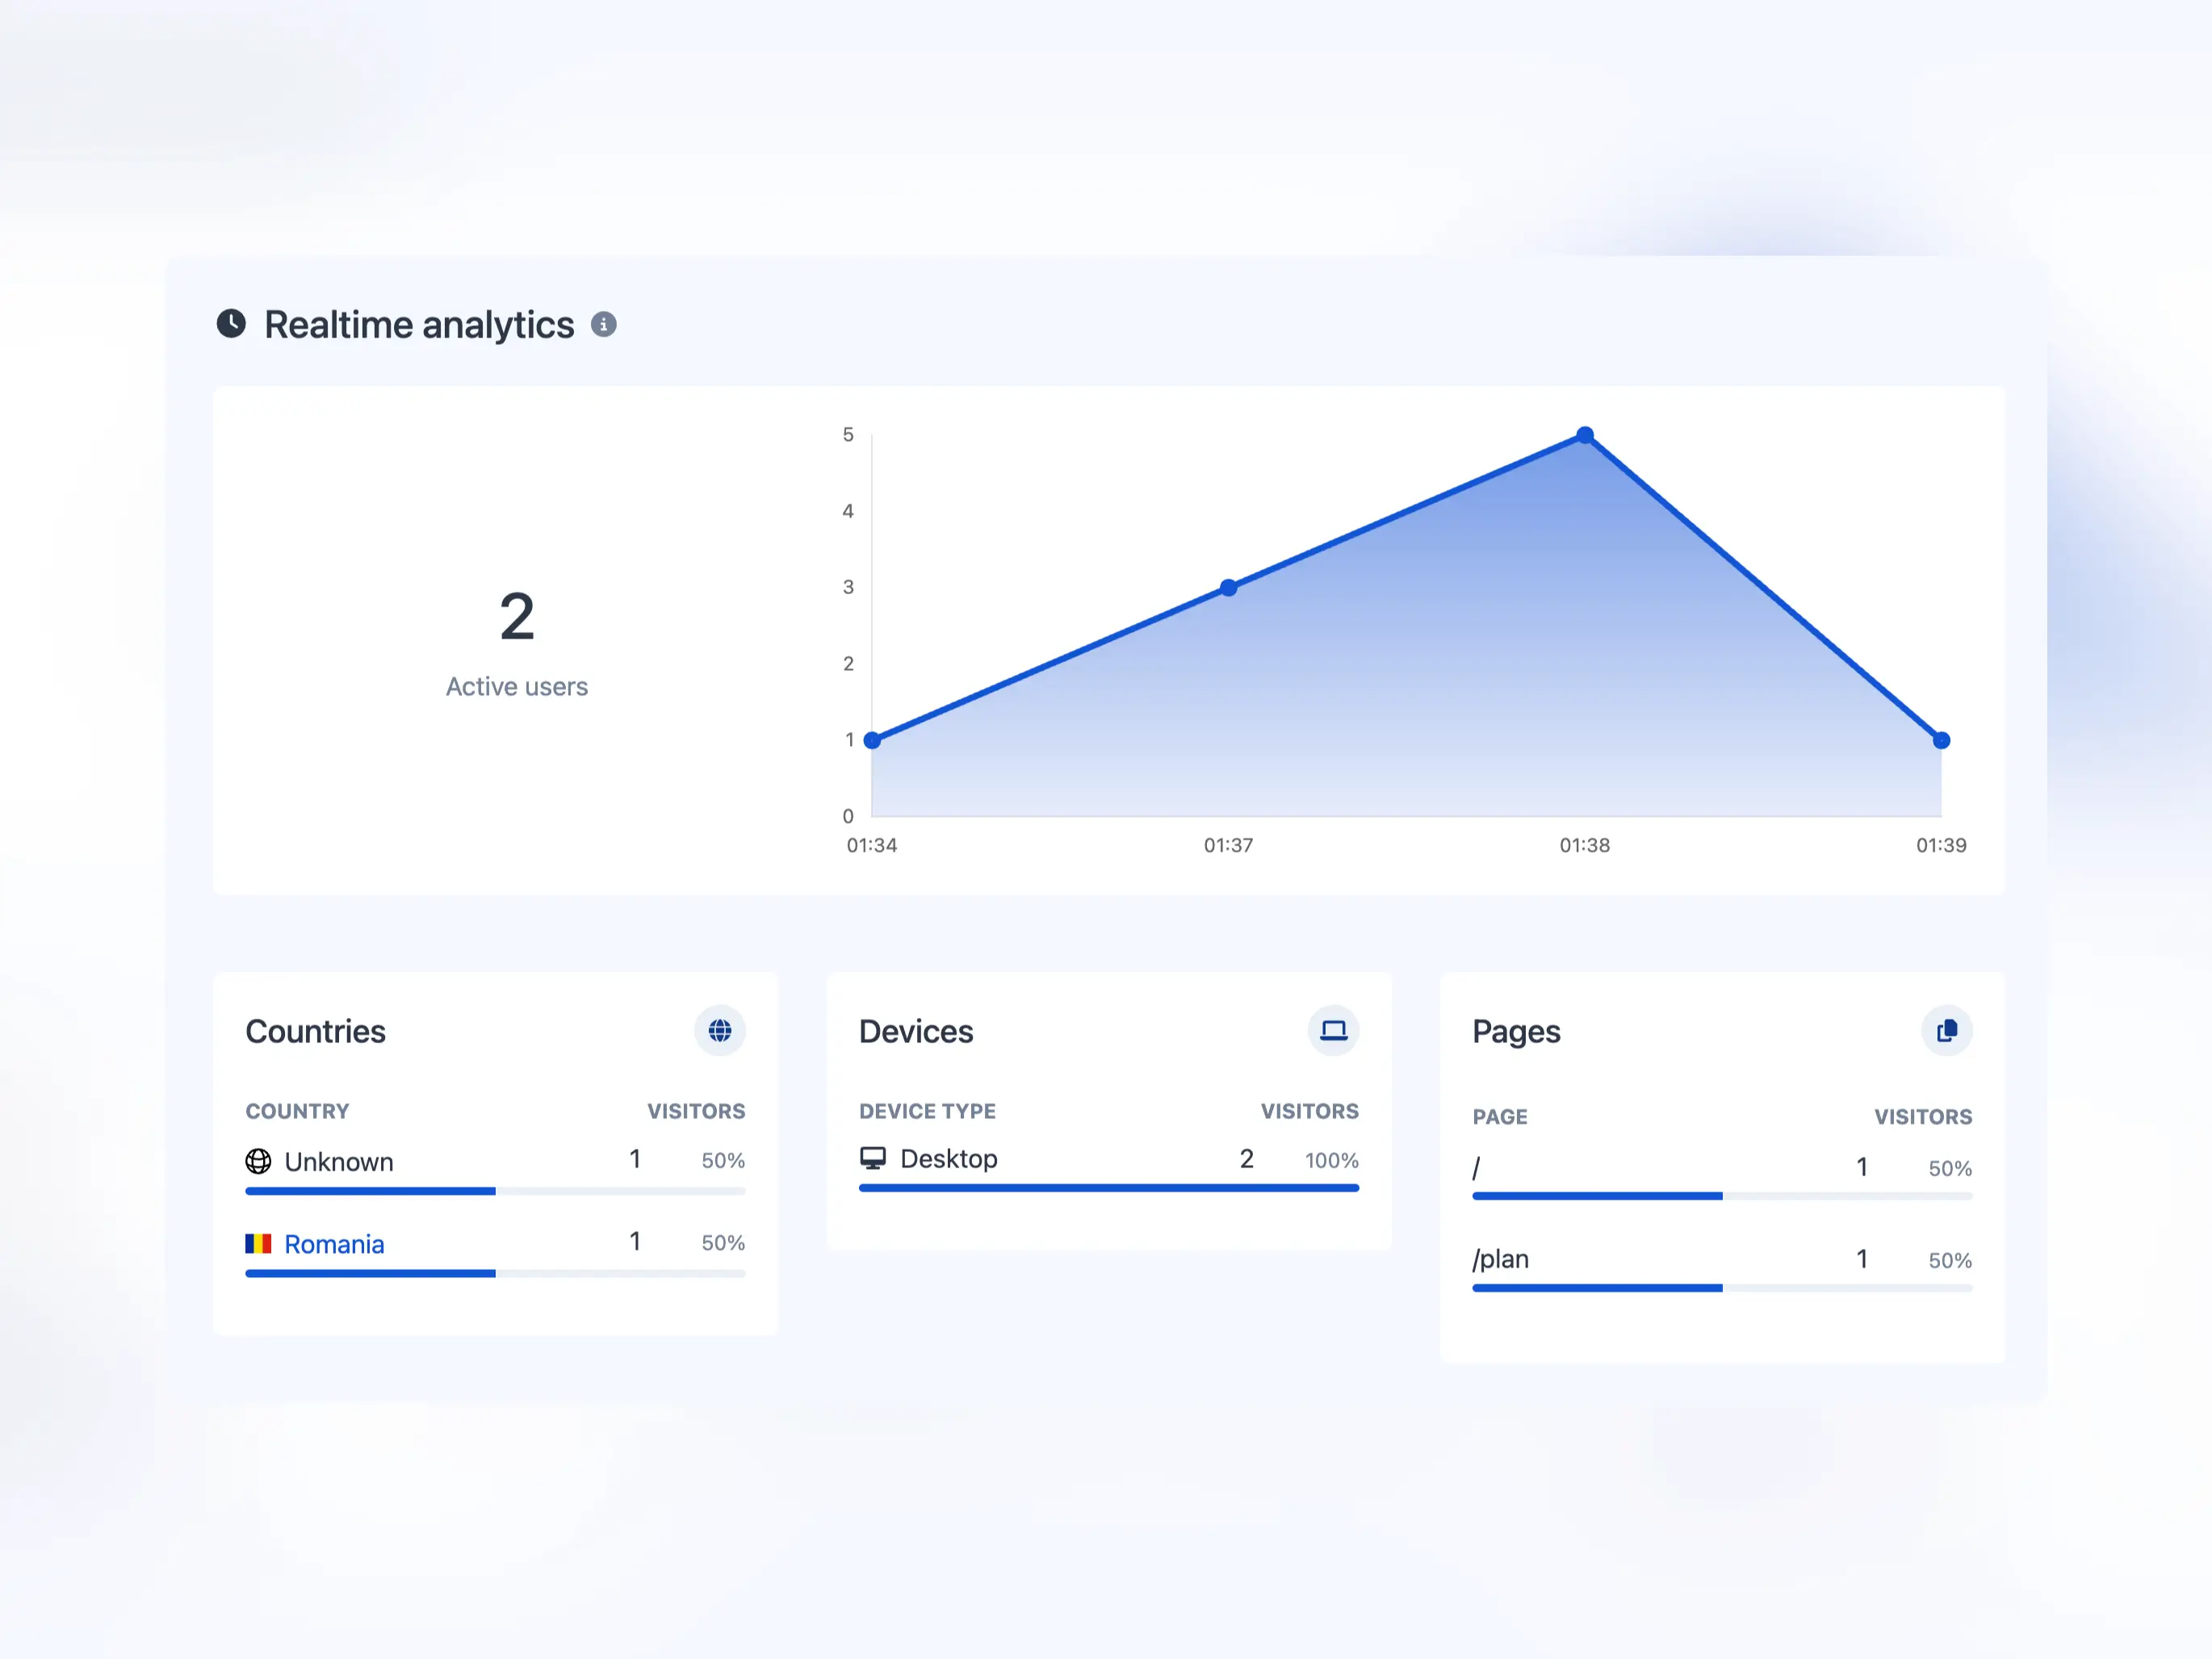 Realtime analytics
5
4
3
2
1
0
2
Active users
01:34 01:37 01:38 01:39
Countries
COUNTRY VISITORS
Unknown 1 50%
Romania 1 50%
Devices
DEVICE TYPE VISITORS
Desktop 2 100%
Pages
PAGE VISITORS
/ 1 50%
/plan 1 50%